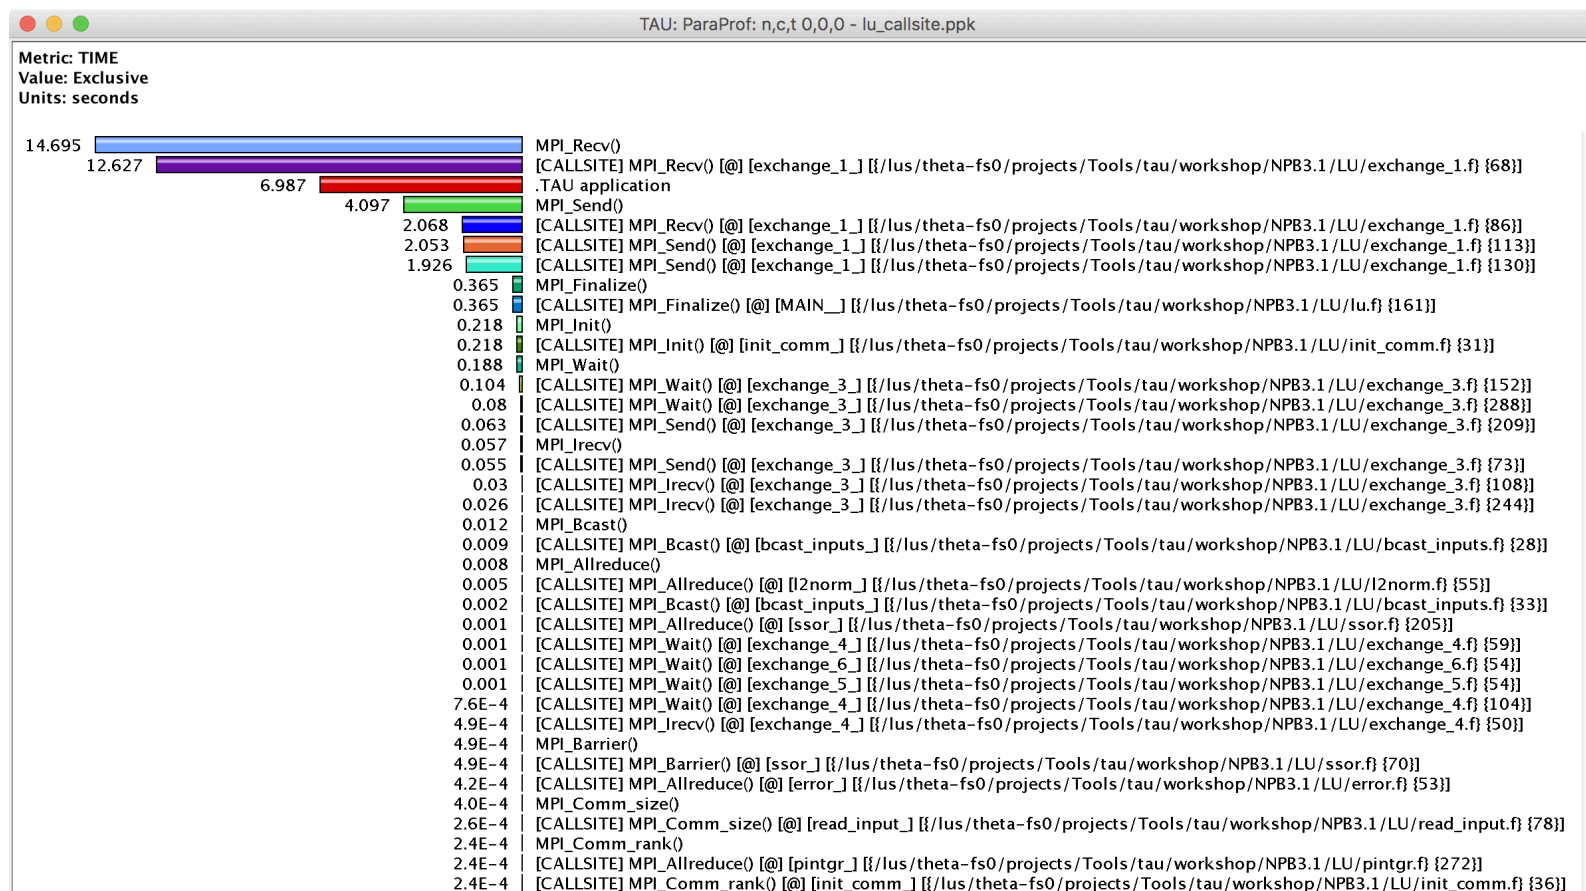 TAU: ParaProf: n,c,t 0,0,0 - lu_callsite.ppk
Metric: TIME
Value: Exclusive
Units: seconds
14.695 MPI_Recv()
12.627 [CALLSITE] MPI_Recv() [@] [exchange_1_] [{/lus/theta-fs0/projects/Tools/tau/workshop/NPB3.1/LU/exchange_1.f} {68}]
6.987 .TAU application
4.097 MPI_Send()
2.068 [CALLSITE] MPI_Recv() [@] [exchange_1_] [{/lus/theta-fs0/projects/Tools/tau/workshop/NPB3.1/LU/exchange_1.f} {86}]
2.053 [CALLSITE] MPI_Send() [@] [exchange_1_] [{/lus/theta-fs0/projects/Tools/tau/workshop/NPB3.1/LU/exchange_1.f} {113}]
1.926 [CALLSITE] MPI_Send() [@] [exchange_1_] [{/lus/theta-fs0/projects/Tools/tau/workshop/NPB3.1/LU/exchange_1.f} {130}]
0.365 MPI_Finalize()
0.365 [CALLSITE] MPI_Finalize() [@] [MAIN__] [{/lus/theta-fs0/projects/Tools/tau/workshop/NPB3.1/LU/lu.f} {161}]
0.218 MPI_Init()
0.218 [CALLSITE] MPI_Init() [@] [init_comm_] [{/lus/theta-fs0/projects/Tools/tau/workshop/NPB3.1/LU/init_comm.f} {31}]
0.188 MPI_Wait()
0.104 [CALLSITE] MPI_Wait() [@] [exchange_3_] [{/lus/theta-fs0/projects/Tools/tau/workshop/NPB3.1/LU/exchange_3.f} {152}]
0.08 [CALLSITE] MPI_Wait() [@] [exchange_3_] [{/lus/theta-fs0/projects/Tools/tau/workshop/NPB3.1/LU/exchange_3.f} {288}]
0.063 [CALLSITE] MPI_Send() [@] [exchange_3_] [{/lus/theta-fs0/projects/Tools/tau/workshop/NPB3.1/LU/exchange_3.f} {209}]
0.057 MPI_Irecv()
0.055 [CALLSITE] MPI_Send() [@] [exchange_3_] [{/lus/theta-fs0/projects/Tools/tau/workshop/NPB3.1/LU/exchange_3.f} {73}]
0.03 [CALLSITE] MPI_Irecv() [@] [exchange_3_] [{/lus/theta-fs0/projects/Tools/tau/workshop/NPB3.1/LU/exchange_3.f} {108}]
0.026 [CALLSITE] MPI_Irecv() [@] [exchange_3_] [{/lus/theta-fs0/projects/Tools/tau/workshop/NPB3.1/LU/exchange_3.f} {244}]
0.012 MPI_Bcast()
0.009 [CALLSITE] MPI_Bcast() [@] [bcast_inputs_] [{/lus/theta-fs0/projects/Tools/tau/workshop/NPB3.1/LU/bcast_inputs.f} {28}]
0.008 MPI_Allreduce()
0.005 [CALLSITE] MPI_Allreduce() [@] [l2norm_] [{/lus/theta-fs0/projects/Tools/tau/workshop/NPB3.1/LU/l2norm.f} {55}]
0.002 [CALLSITE] MPI_Bcast() [@] [bcast_inputs_] [{/lus/theta-fs0/projects/Tools/tau/workshop/NPB3.1/LU/bcast_inputs.f} {33}]
0.001 [CALLSITE] MPI_Allreduce() [@] [ssor_] [{/lus/theta-fs0/projects/Tools/tau/workshop/NPB3.1/LU/ssor.f} {205}]
0.001 [CALLSITE] MPI_Wait() [@] [exchange_4_] [{/lus/theta-fs0/projects/Tools/tau/workshop/NPB3.1/LU/exchange_4.f} {59}]
0.001 [CALLSITE] MPI_Wait() [@] [exchange_6_] [{/lus/theta-fs0/projects/Tools/tau/workshop/NPB3.1/LU/exchange_6.f} {54}]
0.001 [CALLSITE] MPI_Wait() [@] [exchange_5_] [{/lus/theta-fs0/projects/Tools/tau/workshop/NPB3.1/LU/exchange_5.f} {54}]
7.6E-4 [CALLSITE] MPI_Wait() [@] [exchange_4_] [{/lus/theta-fs0/projects/Tools/tau/workshop/NPB3.1/LU/exchange_4.f} {104}]
4.9E-4 [CALLSITE] MPI_Irecv() [@] [exchange_4_] [{/lus/theta-fs0/projects/Tools/tau/workshop/NPB3.1/LU/exchange_4.f} {50}]
4.9E-4 MPI_Barrier()
4.9E-4 [CALLSITE] MPI_Barrier() [@] [ssor_] [{/lus/theta-fs0/projects/Tools/tau/workshop/NPB3.1/LU/ssor.f} {70}]
4.2E-4 [CALLSITE] MPI_Allreduce() [@] [error_] [{/lus/theta-fs0/projects/Tools/tau/workshop/NPB3.1/LU/error.f} {53}]
4.0E-4 MPI_Comm_size()
2.6E-4 [CALLSITE] MPI_Comm_size() [@] [read_input_] [{/lus/theta-fs0/projects/Tools/tau/workshop/NPB3.1/LU/read_input.f} {78}]
2.4E-4 MPI_Comm_rank()
2.4E-4 [CALLSITE] MPI_Allreduce() [@] [pintgr_] [{/lus/theta-fs0/projects/Tools/tau/workshop/NPB3.1/LU/pintgr.f} {272}]
2.4E-4 [CALLSITE] MPI_Comm_rank() [@] [init_comm_] [{/lus/theta-fs0/projects/Tools/tau/workshop/NPB3.1/LU/init_comm.f} {36}]